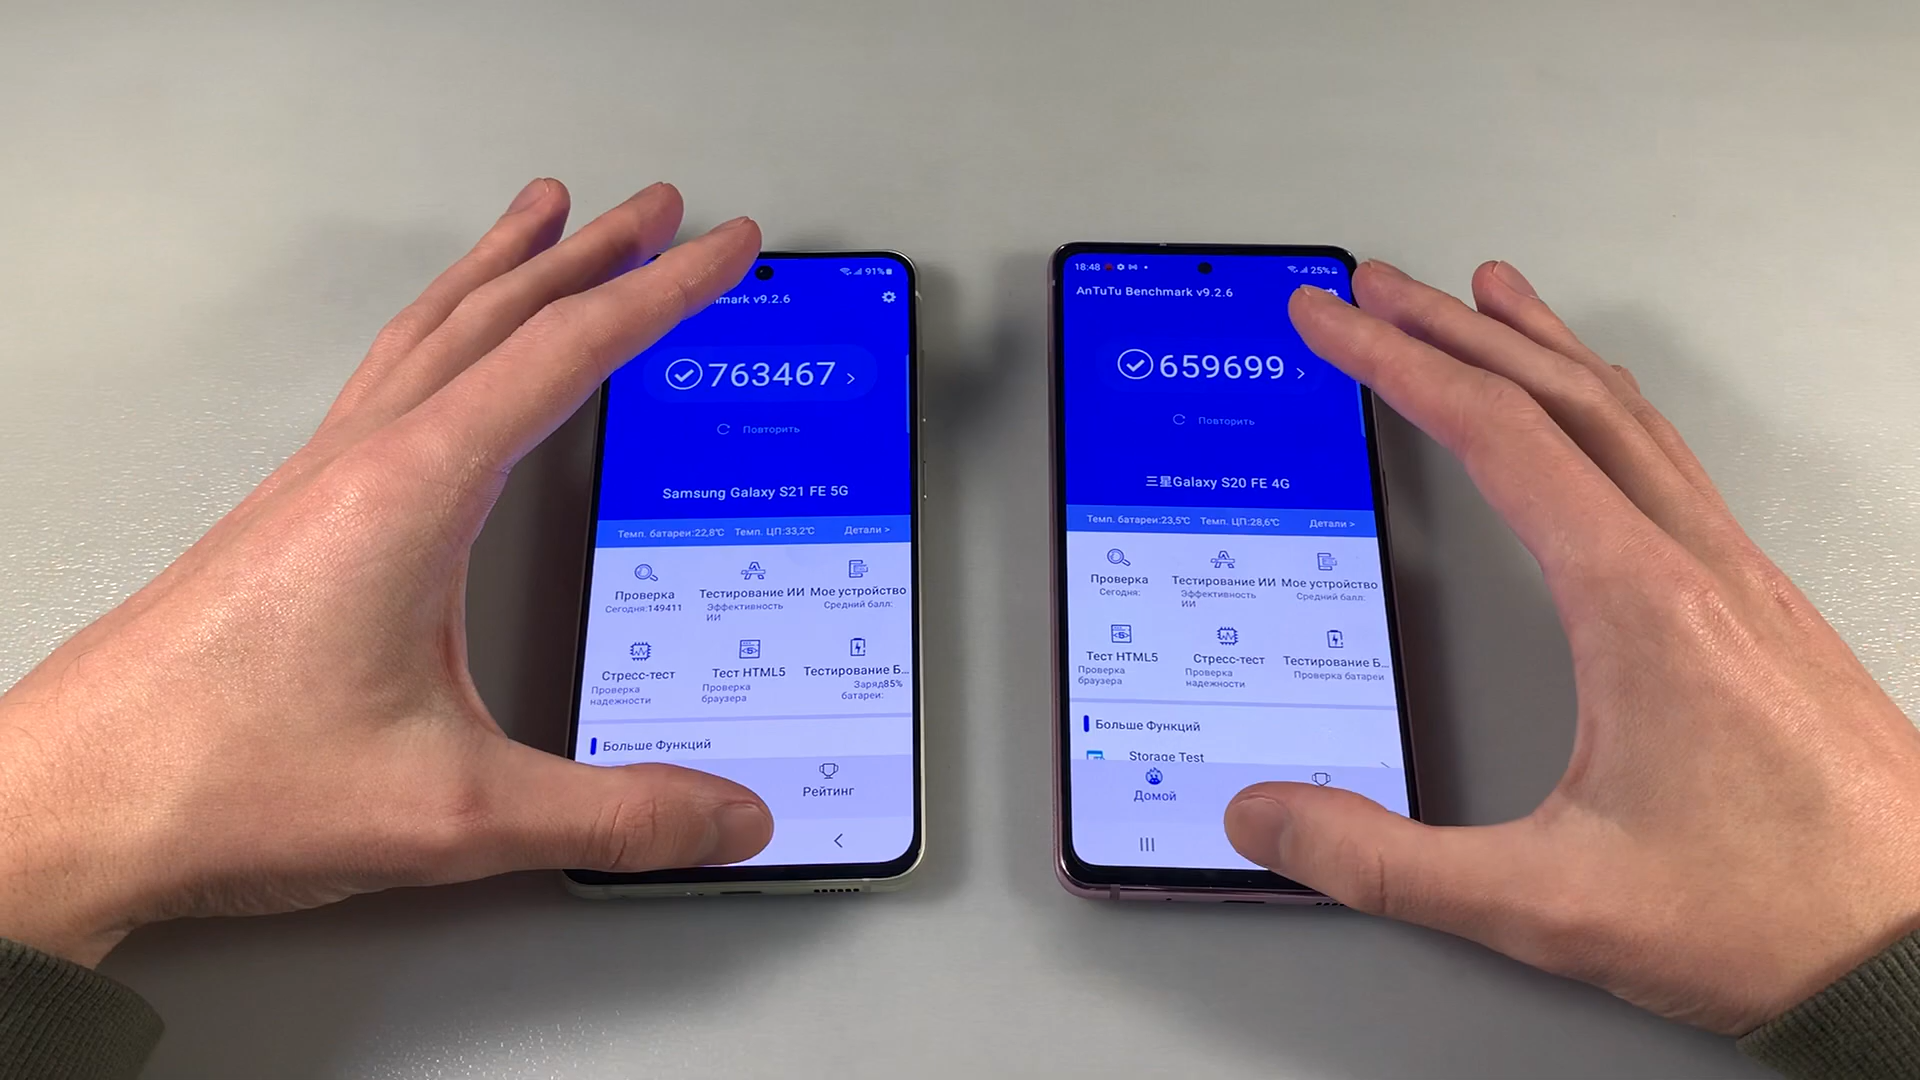 91%
mark v9.2.6
763467 >
Повторить
Samsung Galaxy S21 FE 5G
Темп. батареи:22,8℃ Темп. ЦП:33,2℃ Детали >
Проверка
Сегодня:149411
Тестирование ИИ
Эффективность
ИИ
Мое устройство
Средний балл:
Стресс-тест
Проверка
надежности
Тест HTML5
Проверка
браузера
Тестирование Б...
Заряд85%
батареи:
Больше Функций
Рейтинг
18:48 25%
AnTuTu Benchmark v9.2.6
659699 >
Повторить
三星Galaxy S20 FE 4G
Темп. батареи:23,5℃ Темп. ЦП:28,6℃ Детали >
Проверка
Сегодня:
Тестирование ИИ
Эффективность
ИИ
Мое устройство
Средний балл:
Тест HTML5
Проверка
браузера
Стресс-тест
Проверка
надежности
Тестирование Б...
Проверка батареи
Больше Функций
Storage Test
Домой